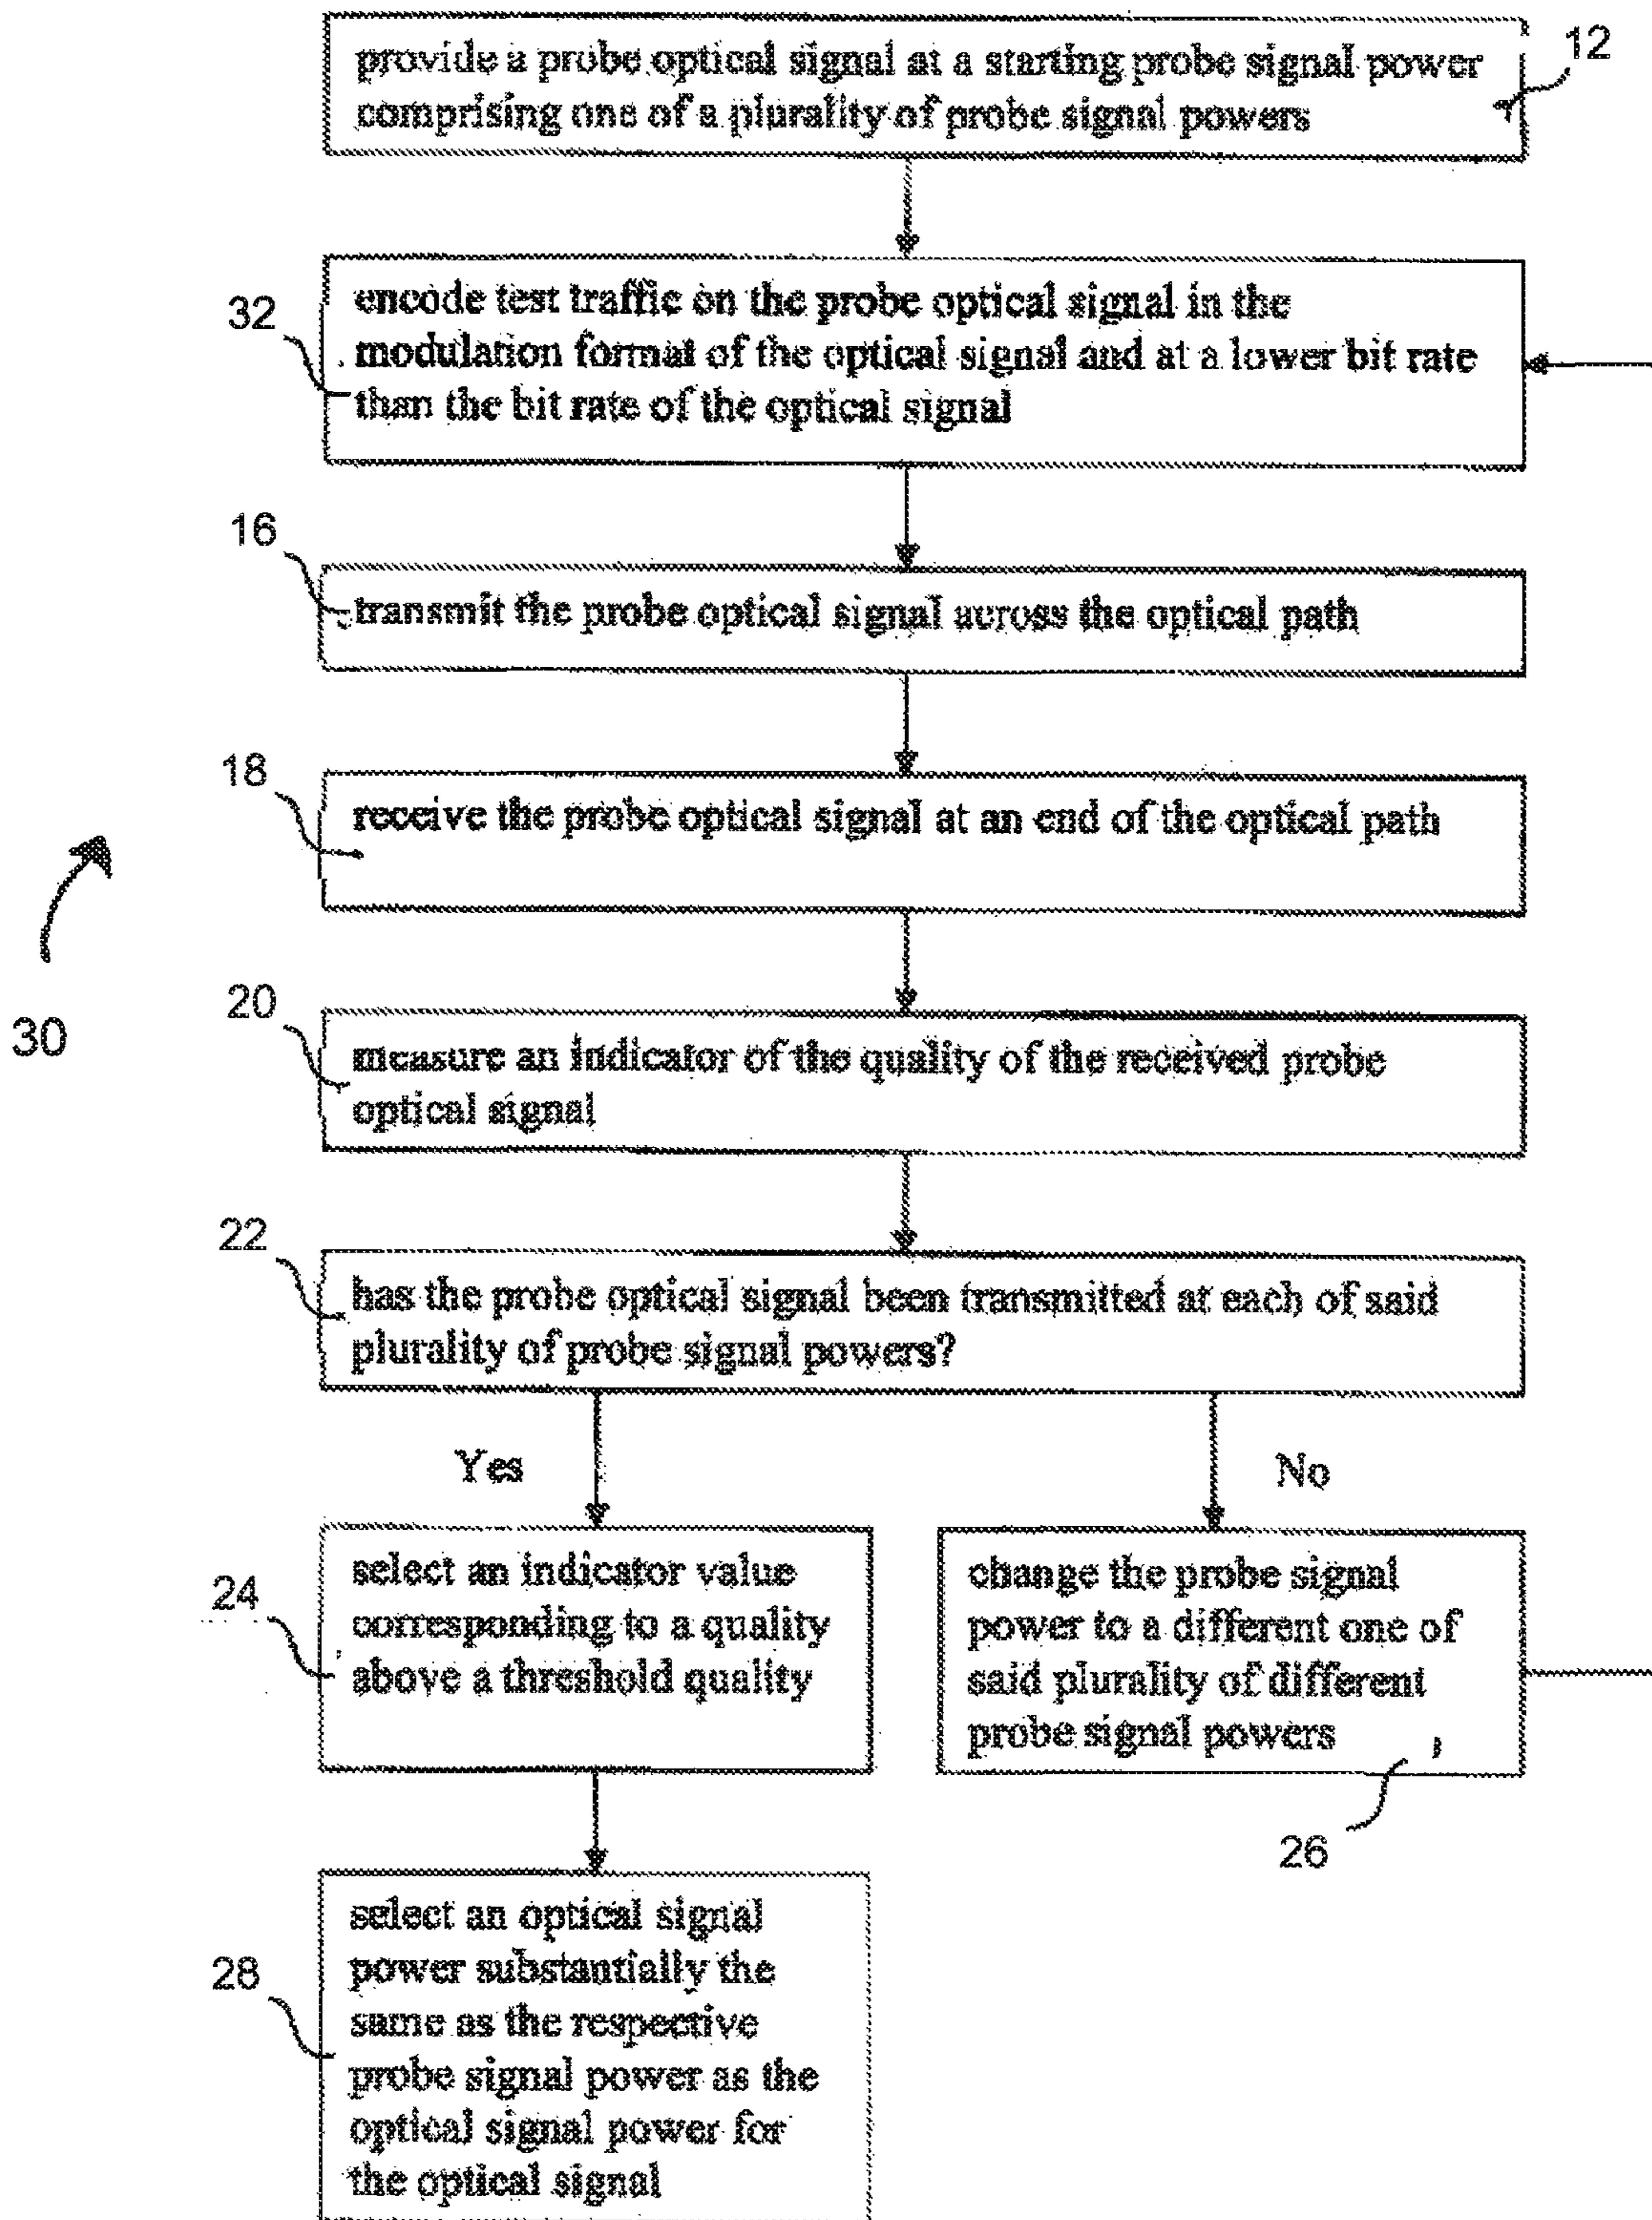 provide a probe optical signal at a starting probe signal power
comprising one of a plurality of probe signal powers
12
encode test traffic on the probe optical signal in the
modulation format of the optical signal and at a lower bit rate
than the bit rate of the optical signal
32
16
transmit the probe optical signal across the optical path
18
receive the probe optical signal at an end of the optical path
30
20
measure an indicator of the quality of the received probe
optical signal
22
has the probe optical signal been transmitted at each of said
plurality of probe signal powers?
Yes
No
24
select an indicator value
corresponding to a quality
above a threshold quality
change the probe signal
power to a different one of
said plurality of different
probe signal powers
26
28
select an optical signal
power substantially the
same as the respective
probe signal power as the
optical signal power for
the optical signal